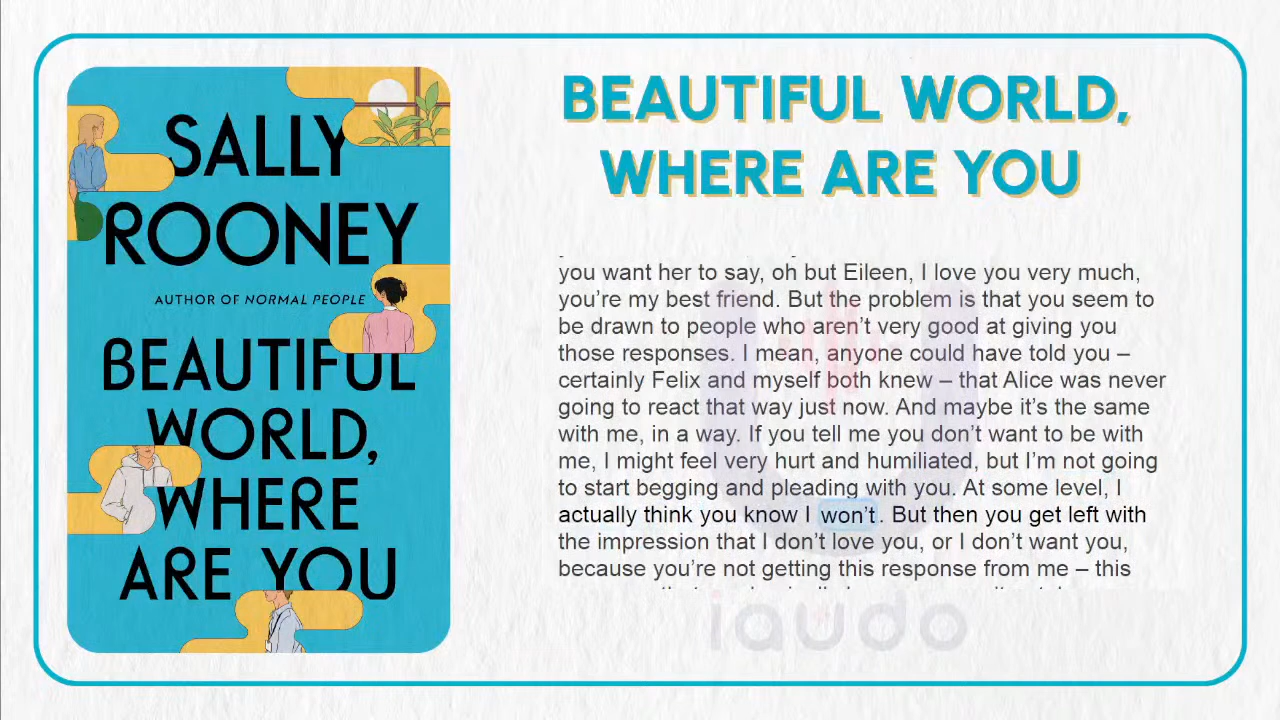 SALLY
ROONEY
AUTHOR OF NORMAL PEOPLE
BEAUTIFUL
WORLD,
WHERE
ARE YOU
BEAUTIFUL WORLD,
WHERE ARE YOU
you want her to say, oh but Eileen, I love you very much,
you’re my best friend. But the problem is that you seem to
be drawn to people who aren’t very good at giving you
those responses. I mean, anyone could have told you –
certainly Felix and myself both knew – that Alice was never
going to react that way just now. And maybe it’s the same
with me, in a way. If you tell me you don’t want to be with
me, I might feel very hurt and humiliated, but I’m not going
to start begging and pleading with you. At some level, I
actually think you know I won’t. But then you get left with
the impression that I don’t love you, or I don’t want you,
because you’re not getting this response from me – this
iaudo